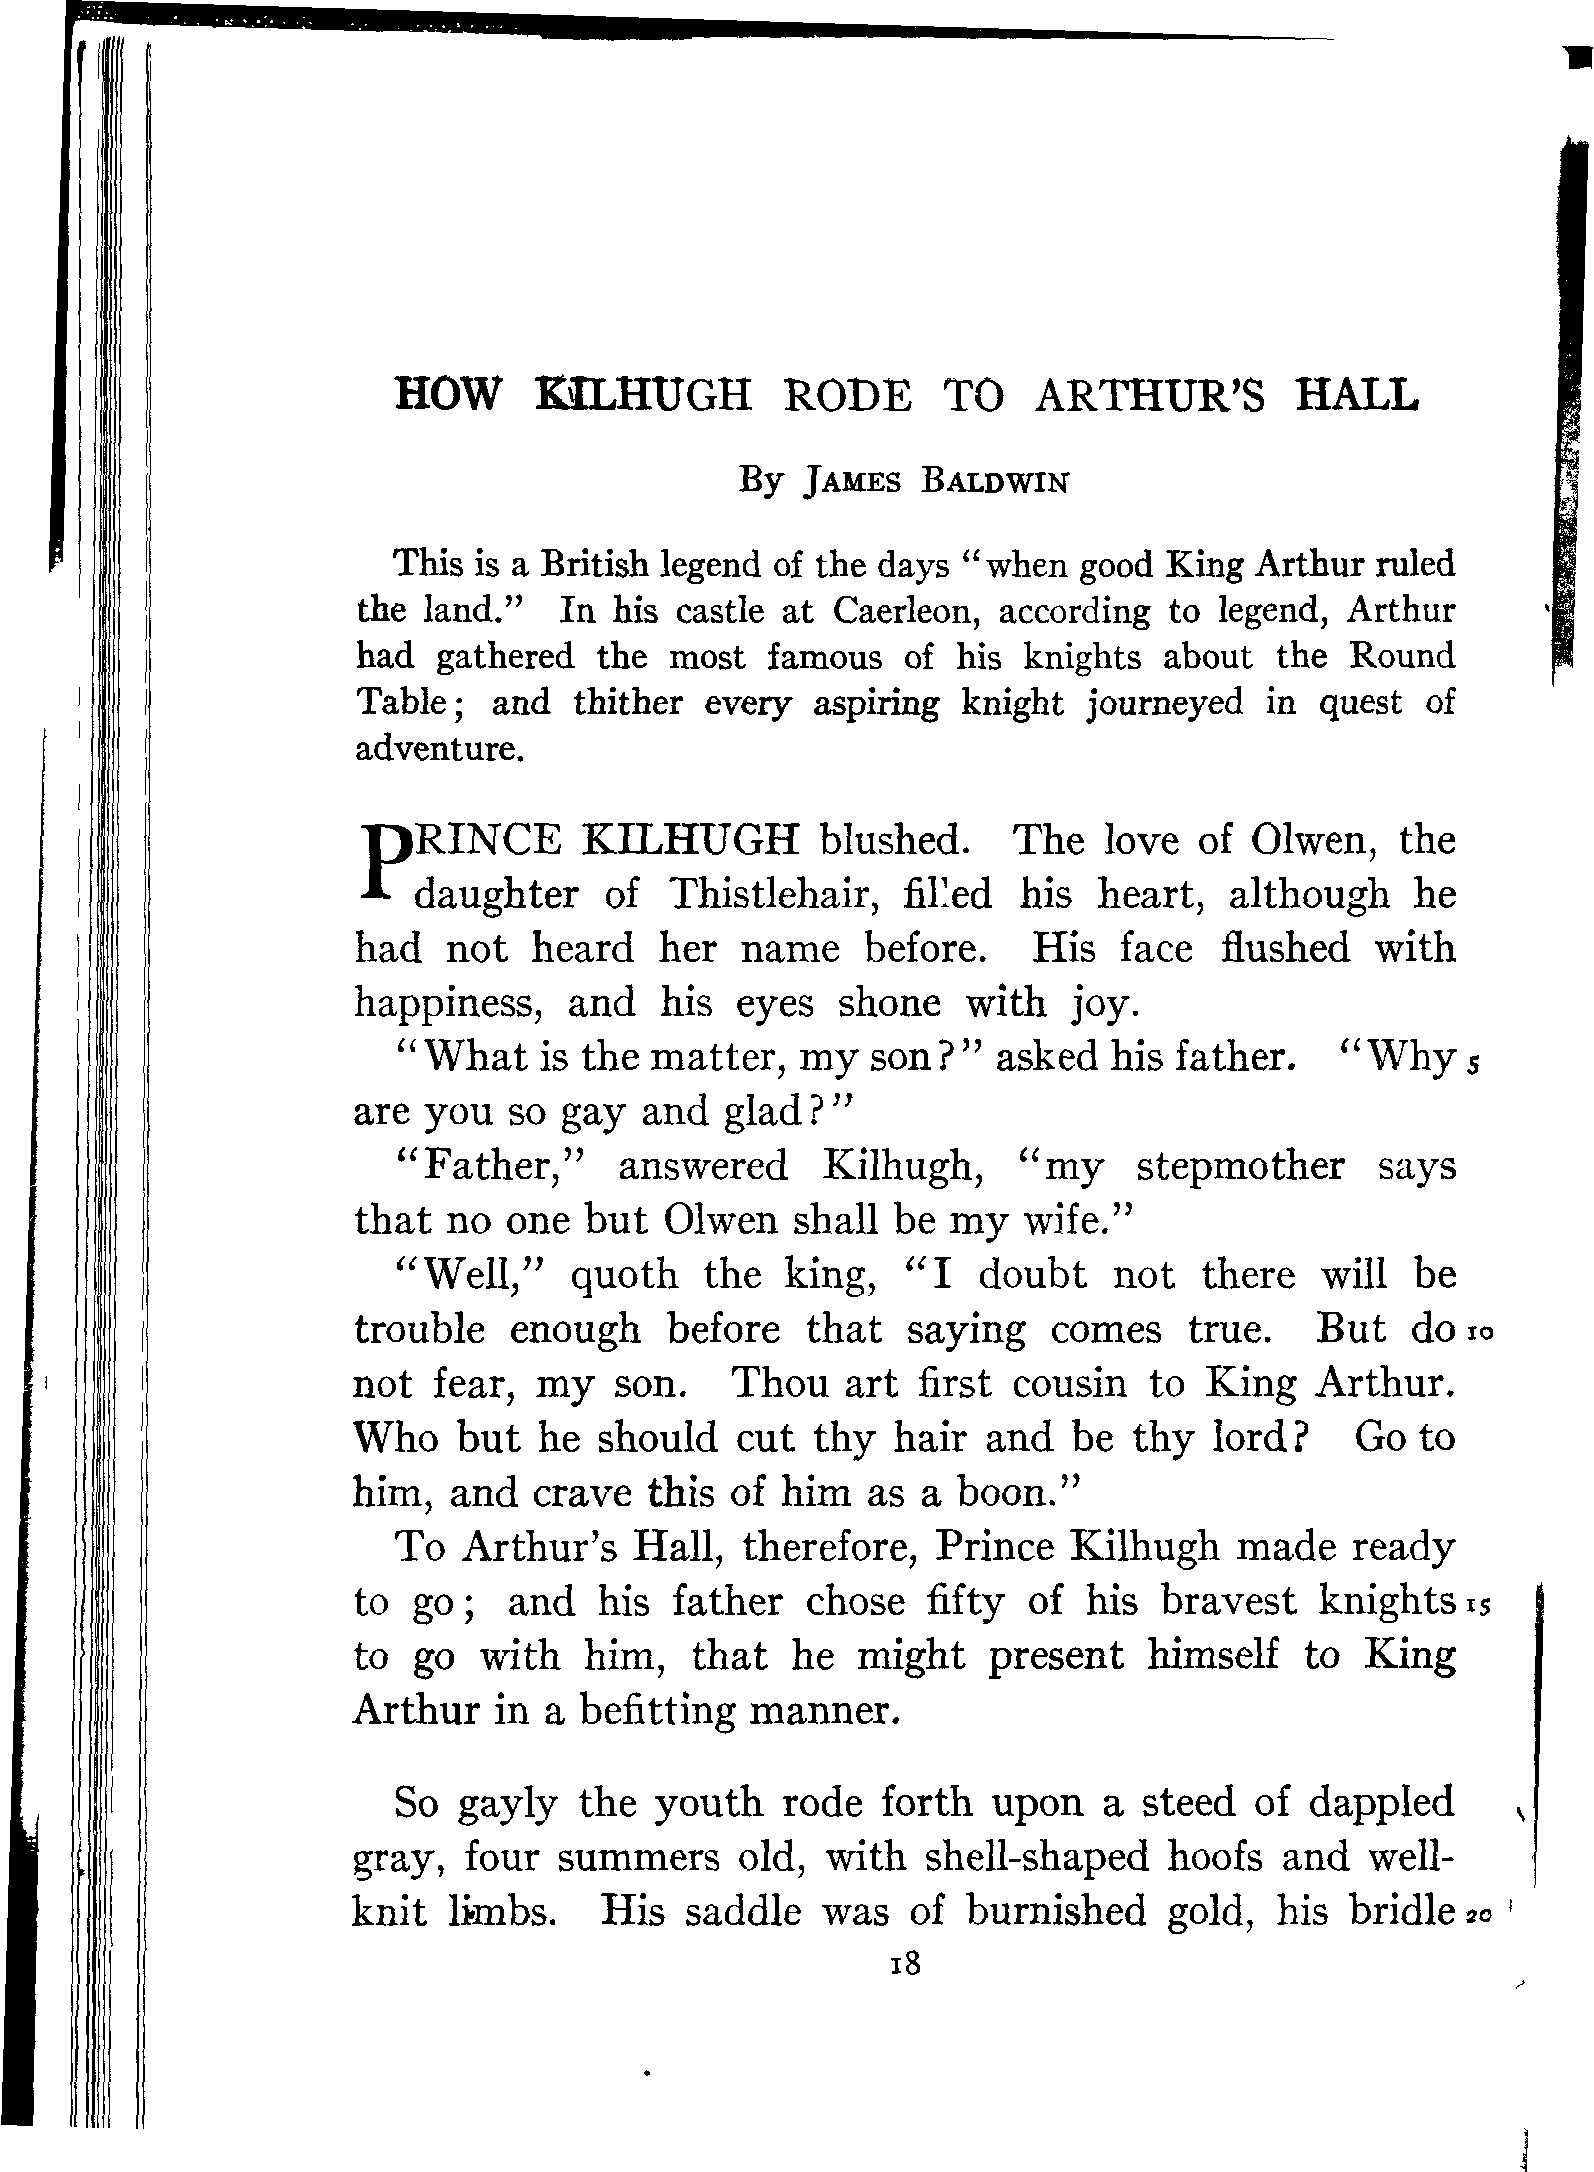 HOW KILHUGH RODE TO ARTHUR'S HALL
By JAMES BALDWIN
This is a British legend of the days "when good King Arthur ruled
the land." In his castle at Caerleon, according to legend, Arthur
had gathered the most famous of his knights about the Round
Table; and thither every aspiring knight journeyed in quest of
adventure.
PRINCE KILHUGH blushed. The love of Olwen, the
daughter of Thistlehair, filled his heart, although he
had not heard her name before. His face flushed with
happiness, and his eyes shone with joy.
"What is the matter, my son?" asked his father. "Why 5
are you so gay and glad?"
"Father," answered Kilhugh, "my stepmother says
that no one but Olwen shall be my wife."
"Well," quoth the king, "I doubt not there will be
trouble enough before that saying comes true. But do 10
not fear, my son. Thou art first cousin to King Arthur.
Who but he should cut thy hair and be thy lord? Go to
him, and crave this of him as a boon."
To Arthur's Hall, therefore, Prince Kilhugh made ready
to go; and his father chose fifty of his bravest knights 15
to go with him, that he might present himself to King
Arthur in a befitting manner.
So gayly the youth rode forth upon a steed of dappled
gray, four summers old, with shell-shaped hoofs and well-
knit limbs. His saddle was of burnished gold, his bridle 20
18